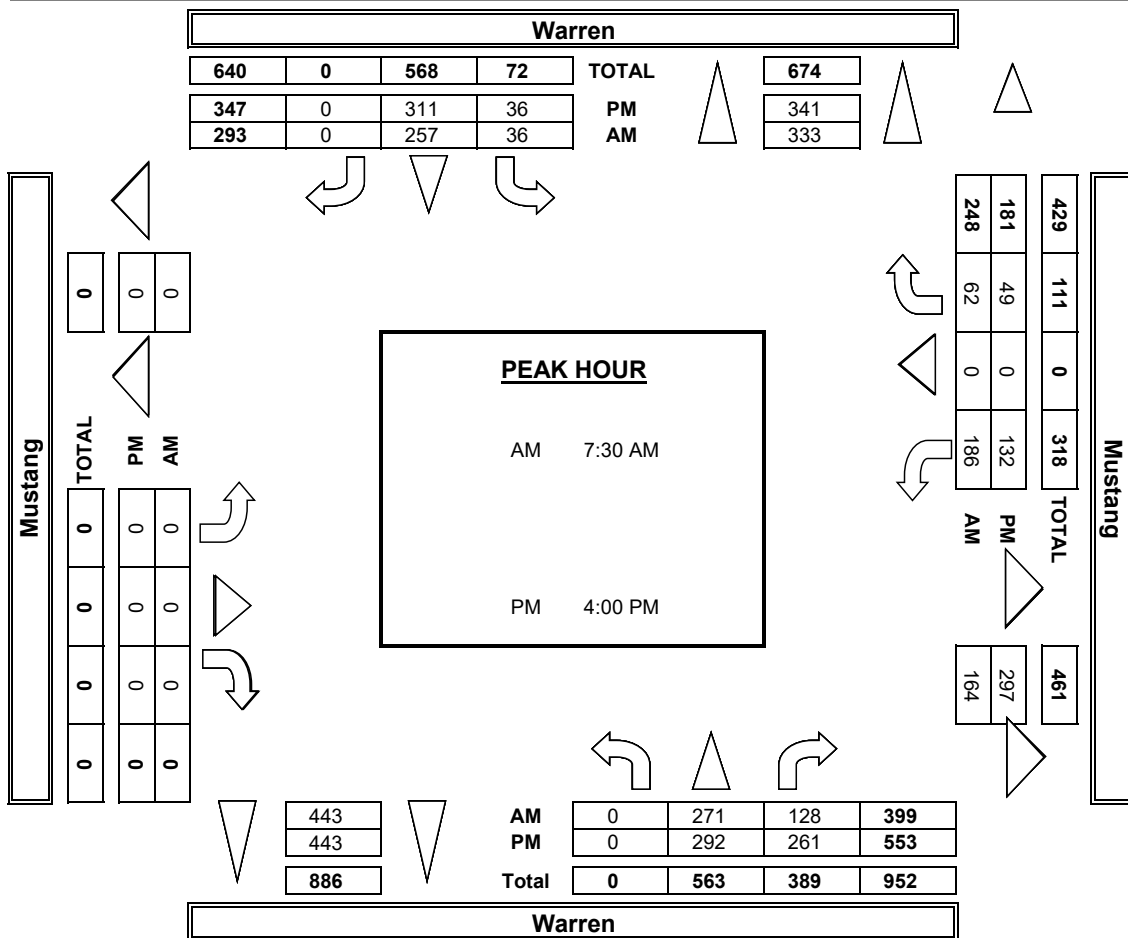 Warren
640 0 568 72 TOTAL 674
347 0 311 36 PM 341
293 0 257 36 AM 333
Mustang
0 0 0
TOTAL PM AM
0 0 0
0 0 0
0 0 0
0 0 0
PEAK HOUR
AM 7:30 AM
PM 4:00 PM
248 181 429
62 49 111
0 0 0
186 132 318
AM PM TOTAL
164 297 461
Mustang
443 AM 0 271 128 399
443 PM 0 292 261 553
886 Total 0 563 389 952
Warren